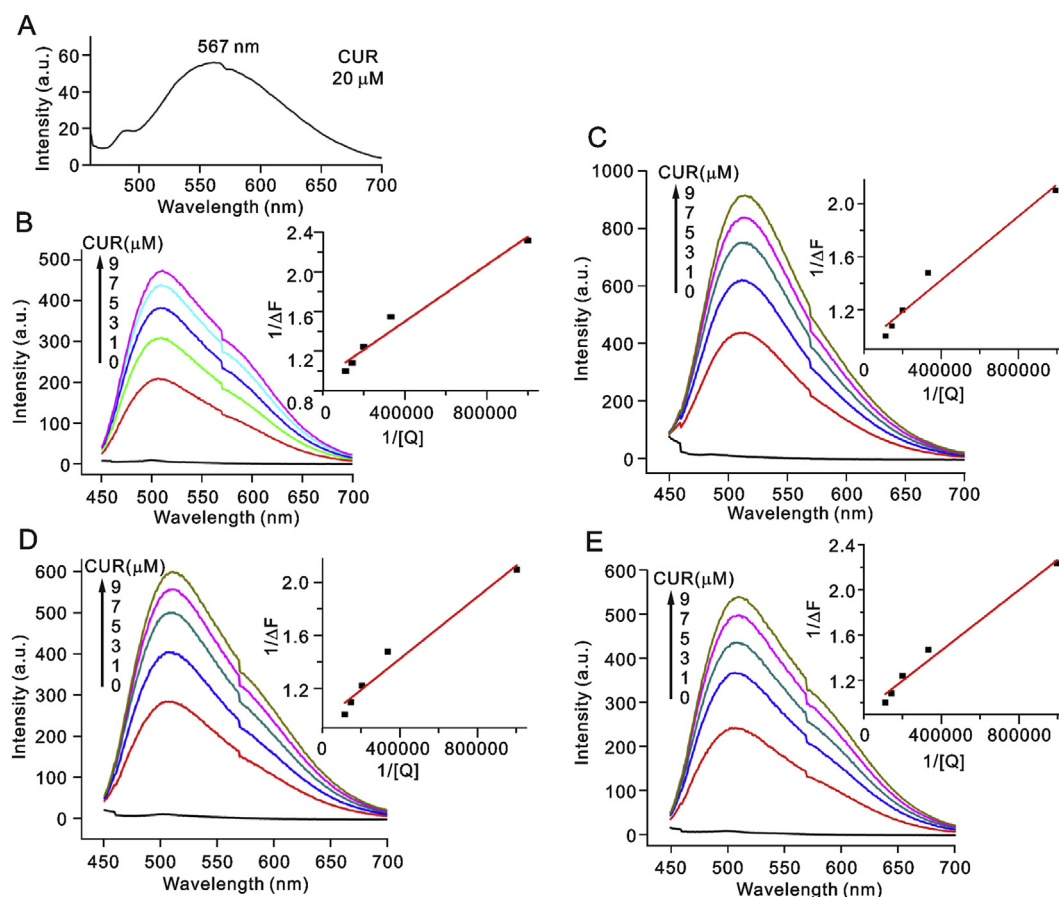 A
567 nm
CUR
20 µM
Intensity (a.u.)
60
40
20
0
500 550 600 650 700
Wavelength (nm)
B
CUR(µM)
9
7
5
3
1
0
Intensity (a.u.)
500
400
300
200
100
0
450 500 550 600 650 700
Wavelength (nm)
1/ΔF
2.4
2.0
1.6
1.2
0.8
400000 800000
1/[Q]
C
CUR(µM)
9
7
5
3
1
0
Intensity (a.u.)
1000
800
600
400
200
0
450 500 550 600 650 700
Wavelength (nm)
1/ΔF
2.0
1.6
1.2
0 400000 800000
1/[Q]
D
CUR(µM)
9
7
5
3
1
0
Intensity (a.u.)
600
500
400
300
200
100
0
450 500 550 600 650 700
Wavelength (nm)
1/ΔF
2.0
1.6
1.2
0 400000 800000
1/[Q]
E
CUR(µM)
9
7
5
3
1
0
Intensity (a.u.)
600
500
400
300
200
100
0
450 500 550 600 650 700
Wavelength (nm)
1/ΔF
2.4
2.0
1.6
1.2
0 400000 800000
1/[Q]